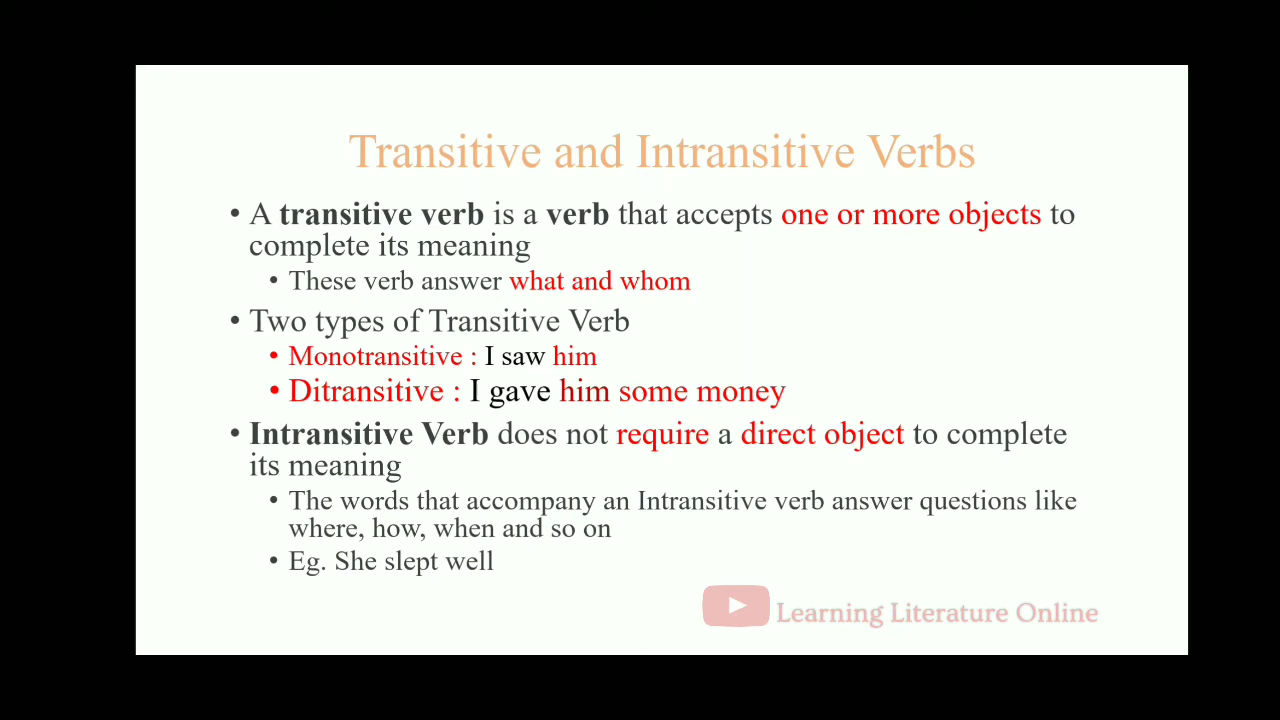 Transitive and Intransitive Verbs
• A transitive verb is a verb that accepts one or more objects to
complete its meaning
• These verb answer what and whom
• Two types of Transitive Verb
• Monotransitive : I saw him
• Ditransitive : I gave him some money
• Intransitive Verb does not require a direct object to complete
its meaning
• The words that accompany an Intransitive verb answer questions like
where, how, when and so on
• Eg. She slept well
Learning Literature Online